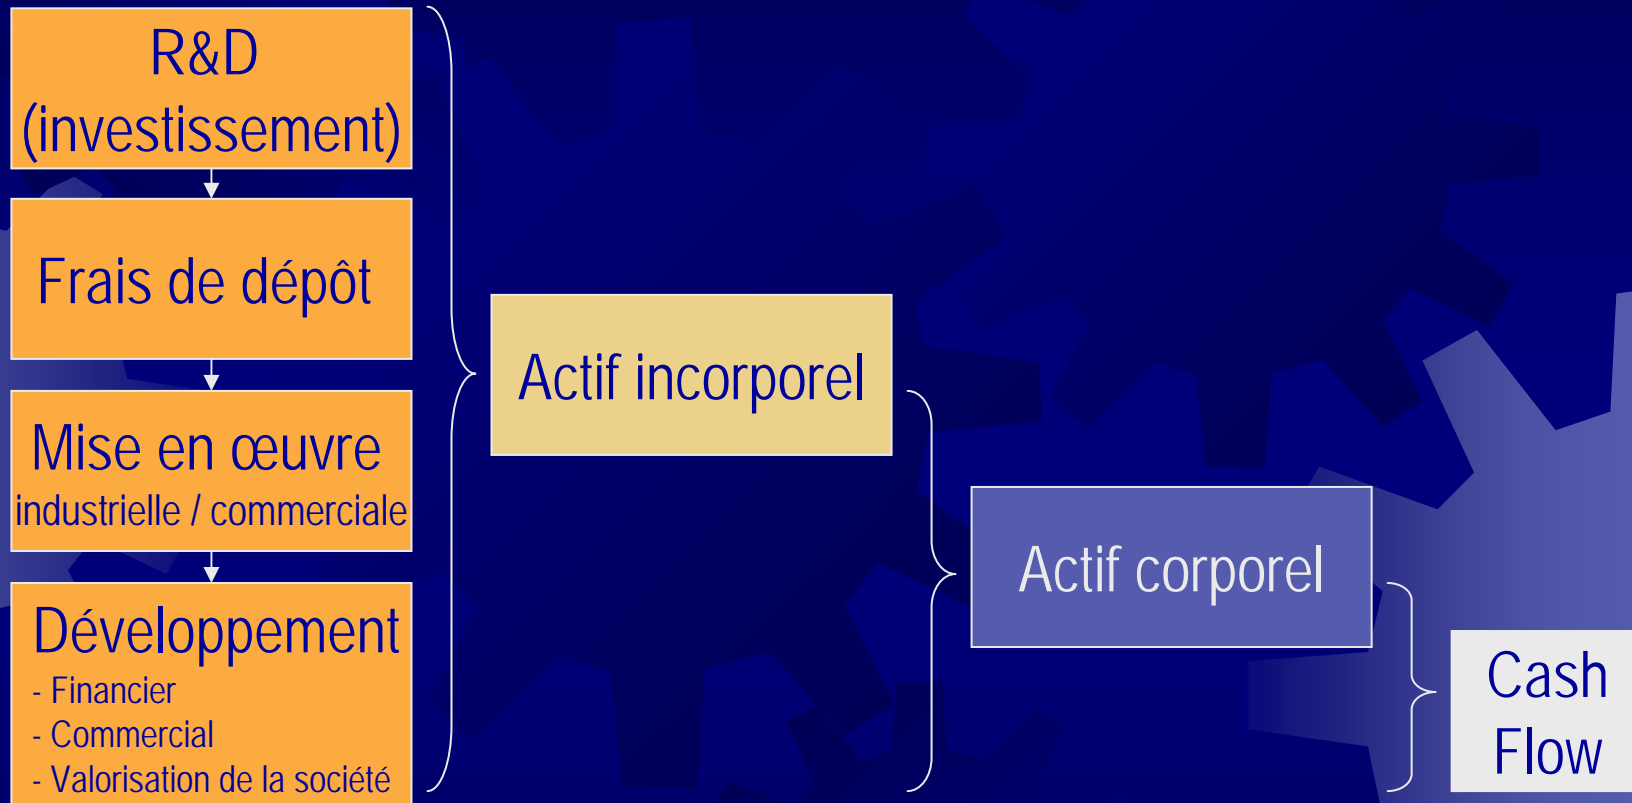 R&D
(investissement)
Frais de dépôt
Mise en œuvre
industrielle / commerciale
Développement
- Financier
- Commercial
- Valorisation de la société
Actif incorporel
Actif corporel
Cash
Flow